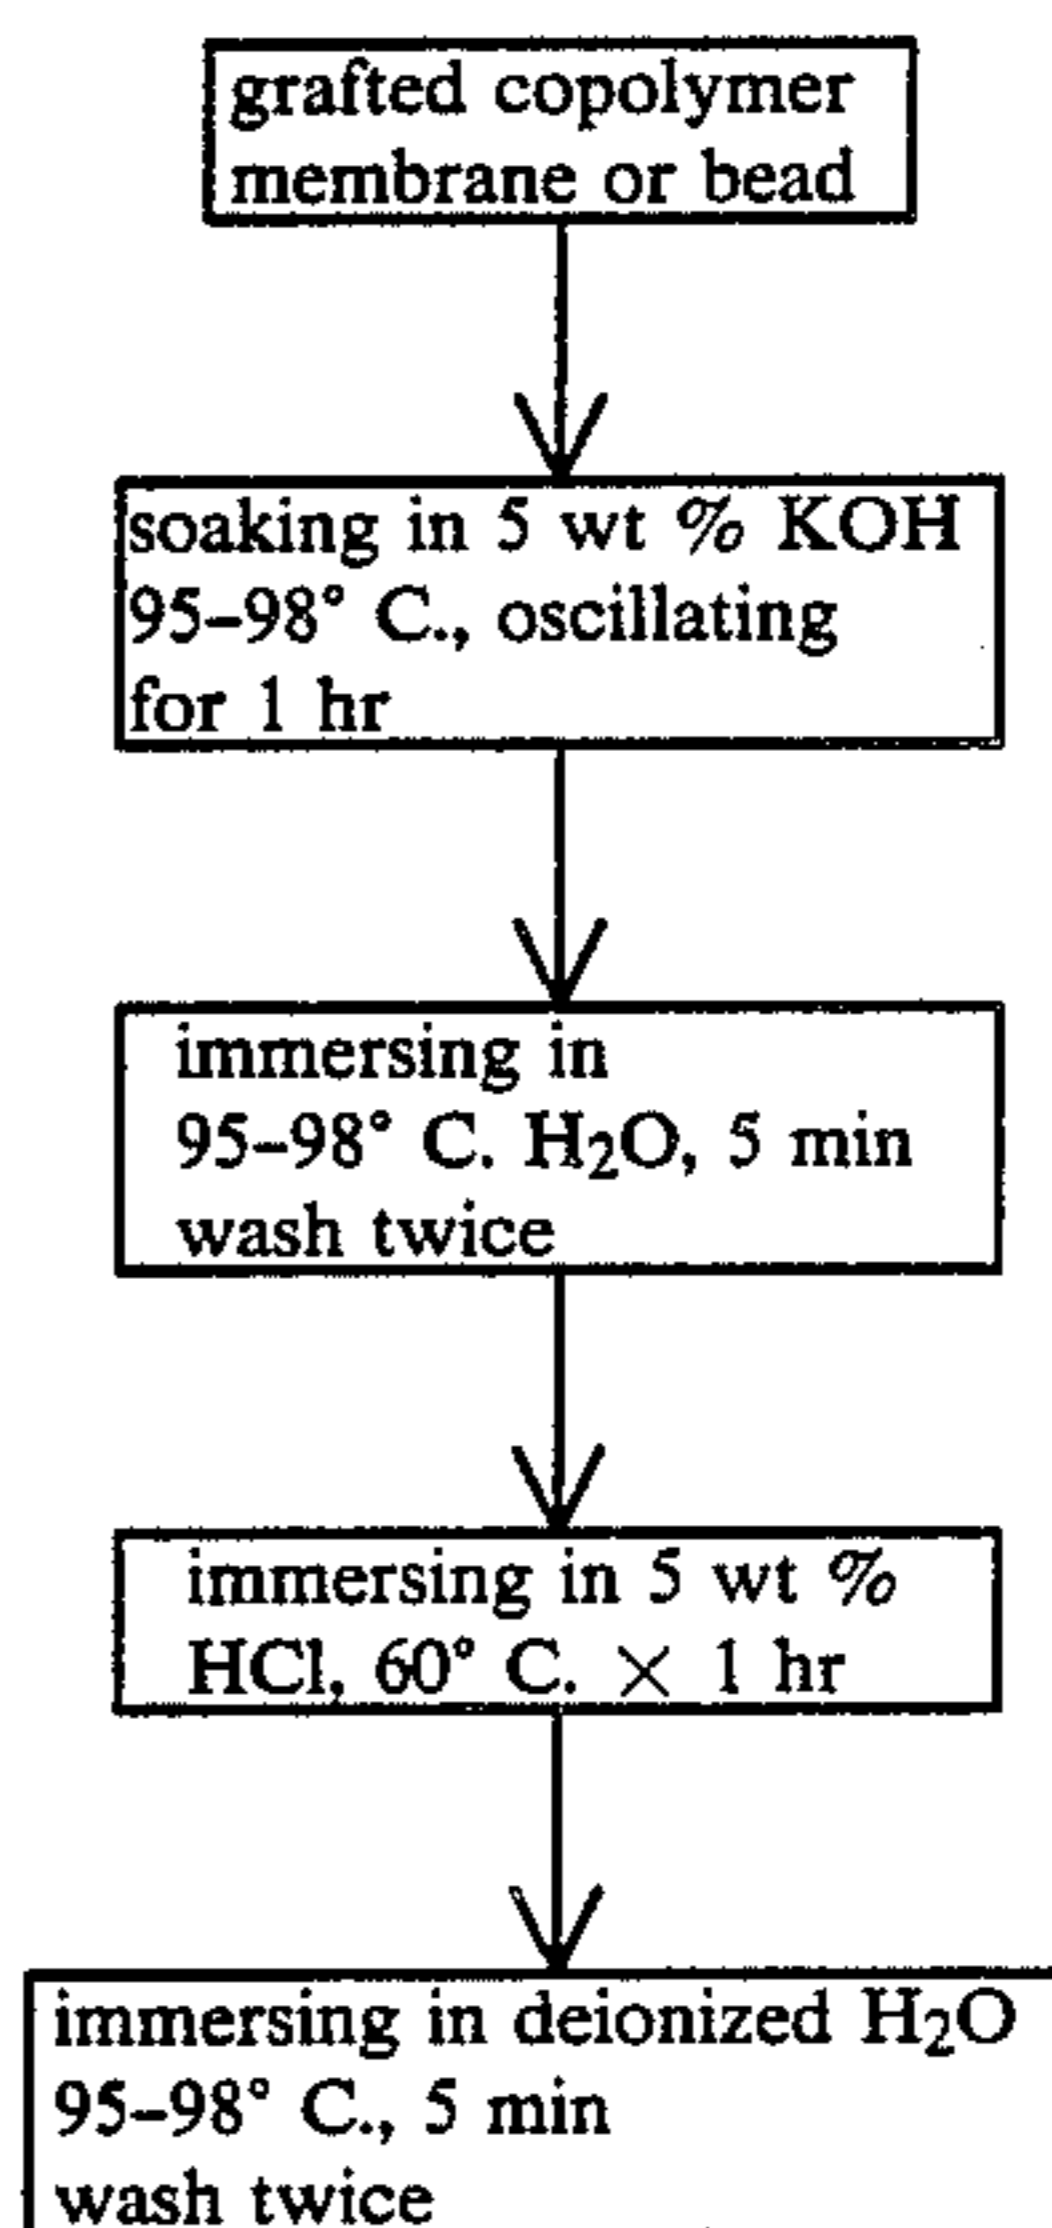 grafted copolymer
membrane or bead
soaking in 5 wt % KOH
95–98° C., oscillating
for 1 hr
immersing in
95–98° C. H₂O, 5 min
wash twice
immersing in 5 wt %
HCl, 60° C. × 1 hr
immersing in deionized H₂O
95–98° C., 5 min
wash twice